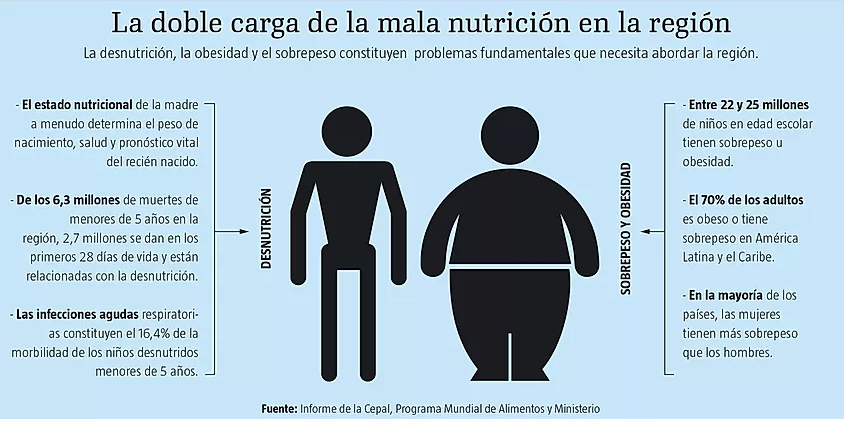 La doble carga de la mala nutrición en la región
La desnutrición, la obesidad y el sobrepeso constituyen problemas fundamentales que necesita abordar la región.
- El estado nutricional de la madre
a menudo determina el peso de
nacimiento, salud y pronóstico vital
del recién nacido.
- De los 6,3 millones de muertes de
menores de 5 años en la
región, 2,7 millones se dan en los
primeros 28 días de vida y están
relacionadas con la desnutrición.
- Las infecciones agudas respiratori-
as constituyen el 16,4% de la
morbilidad de los niños desnutridos
menores de 5 años.
DESNUTRICIÓN
SOBREPESO Y OBESIDAD
- Entre 22 y 25 millones
de niños en edad escolar
tienen sobrepeso u
obesidad.
- El 70% de los adultos
es obeso o tiene
sobrepeso en América
Latina y el Caribe.
- En la mayoría de los
países, las mujeres
tienen más sobrepeso
que los hombres.
Fuente: Informe de la Cepal, Programa Mundial de Alimentos y Ministerio